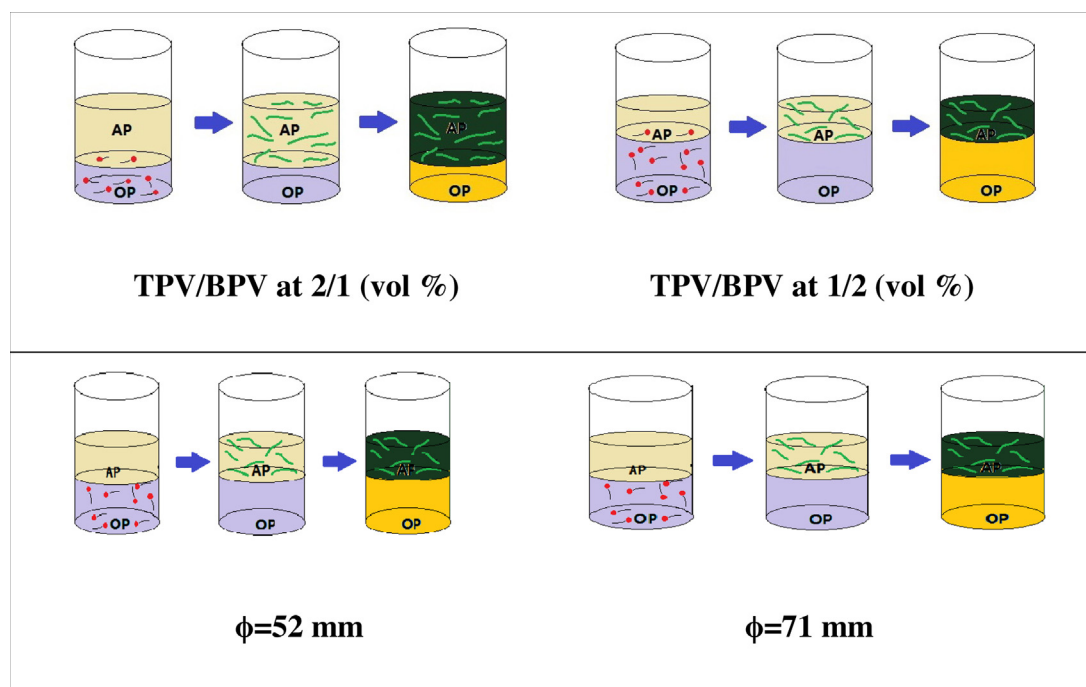 AP
OP
AP
OP
AP
OP
AP
OP
AP
OP
AP
OP
TPV/BPV at 2/1 (vol %)
TPV/BPV at 1/2 (vol %)
AP
OP
AP
OP
AP
OP
AP
OP
AP
OP
AP
OP
ϕ=52 mm
ϕ=71 mm